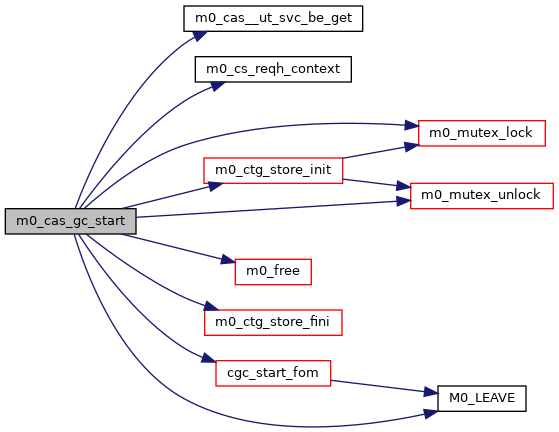 m0_cas__ut_svc_be_get
m0_cs_reqh_context
m0_mutex_lock
m0_ctg_store_init
m0_mutex_unlock
m0_cas_gc_start
m0_free
m0_ctg_store_fini
cgc_start_fom
M0_LEAVE